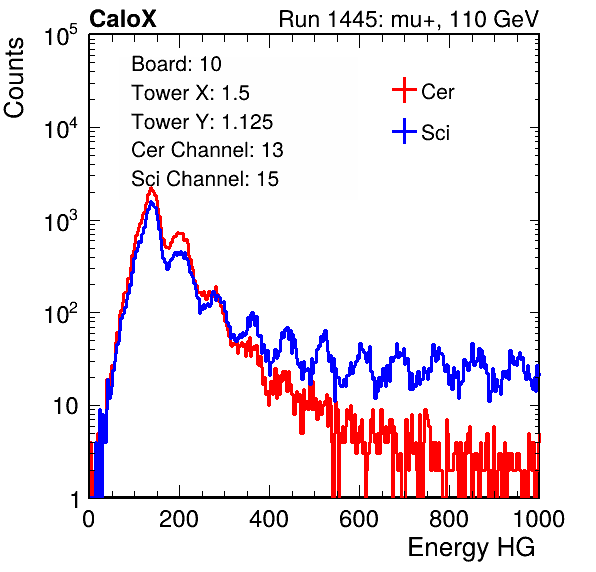 CaloX Run 1445: mu+, 110 GeV
Counts
Board: 10
Tower X: 1.5
Tower Y: 1.125
Cer Channel: 13
Sci Channel: 15
Cer
Sci
10^5
10^4
10^3
10^2
10
1
0 200 400 600 800 1000
Energy HG